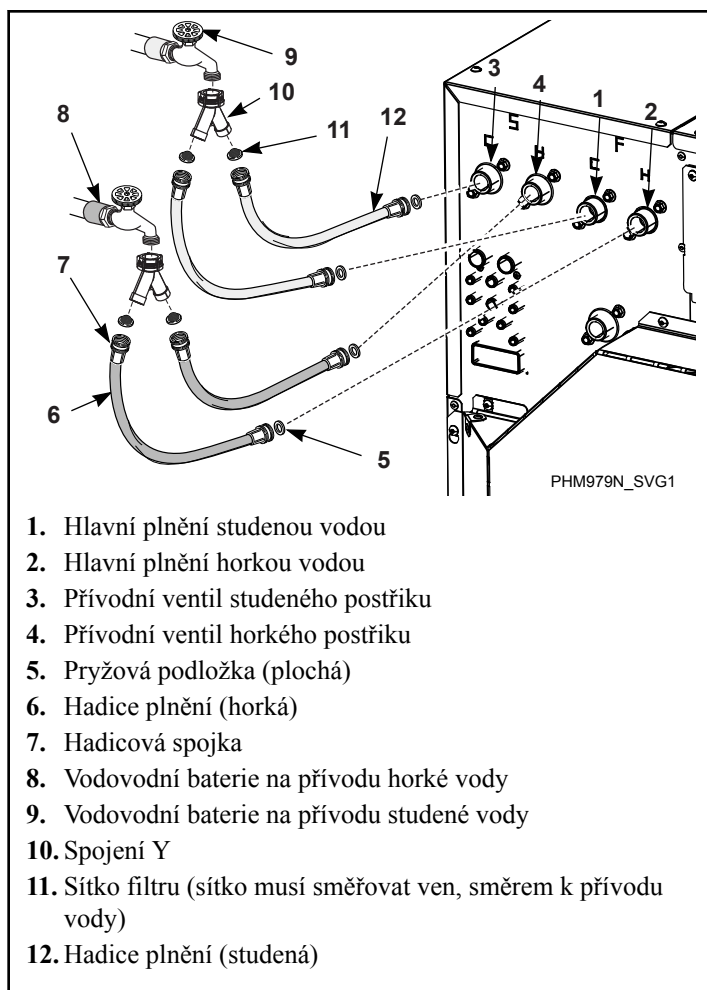 9
10
11
12
8
7
6
5
3
4
1
2
S
F
C
H
C
H
PHM979N_SVG1
1. Hlavní plnění studenou vodou
2. Hlavní plnění horkou vodou
3. Přívodní ventil studeného postřiku
4. Přívodní ventil horkého postřiku
5. Pryžová podložka (plochá)
6. Hadice plnění (horká)
7. Hadicová spojka
8. Vodovodní baterie na přívodu horké vody
9. Vodovodní baterie na přívodu studené vody
10. Spojení Y
11. Sítko filtru (sítko musí směřovat ven, směrem k přívodu
vody)
12. Hadice plnění (studená)